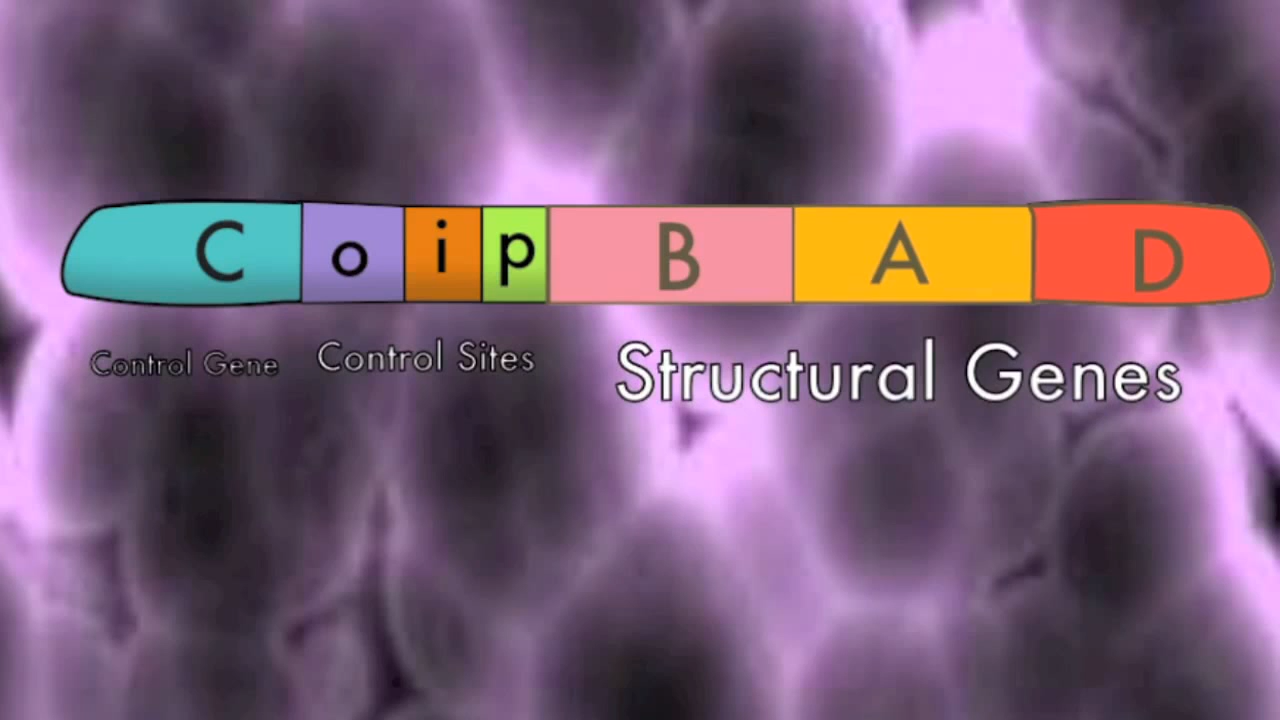 C o i p B A D
Control Gene Control Sites Structural Genes